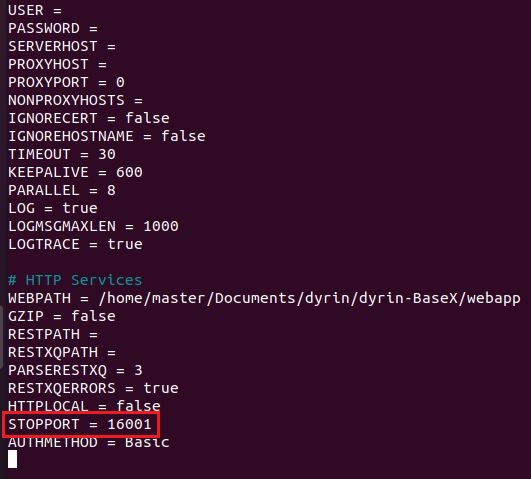 USER =
PASSWORD =
SERVERHOST =
PROXYHOST =
PROXYPORT = 0
NONPROXYHOSTS =
IGNORECERT = false
IGNOREHOSTNAME = false
TIMEOUT = 30
KEEPALIVE = 600
PARALLEL = 8
LOG = true
LOGMSGMAXLEN = 1000
LOGTRACE = true
# HTTP Services
WEBPATH = /home/master/Documents/dyrin/dyrin-BaseX/webapp
GZIP = false
RESTPATH =
RESTXQPATH =
PARSERESTXQ = 3
RESTXQERRORS = true
HTTPLOCAL = false
STOPPORT = 16001
AUTHMETHOD = Basic